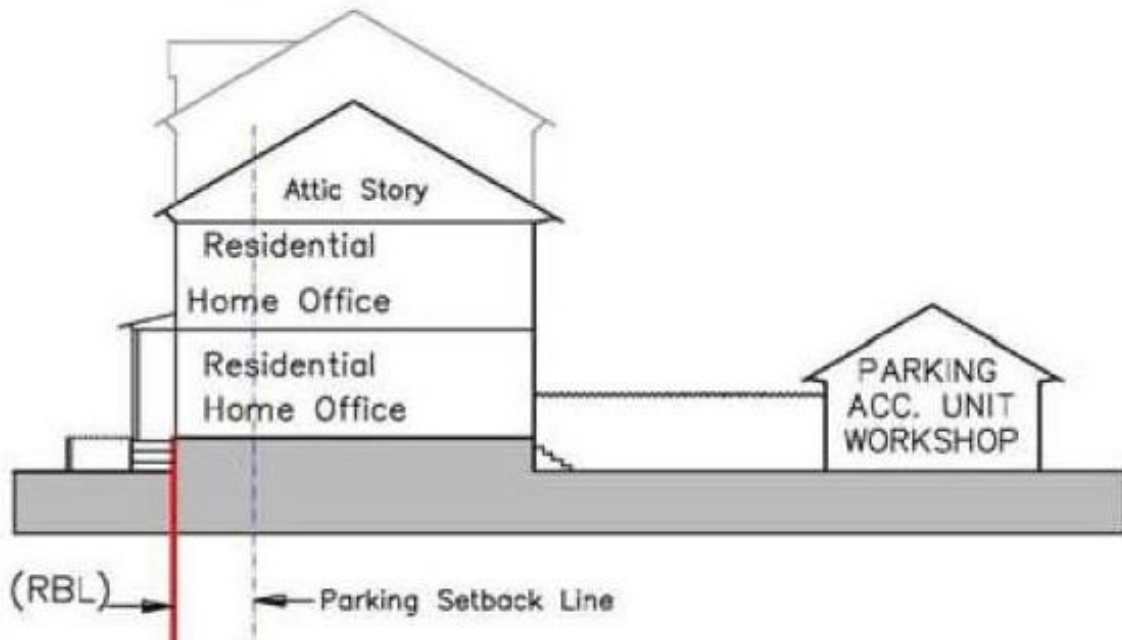 Attic Story
Residential
Home Office
Residential
Home Office
PARKING
ACC. UNIT
WORKSHOP
(RBL)
Parking Setback Line